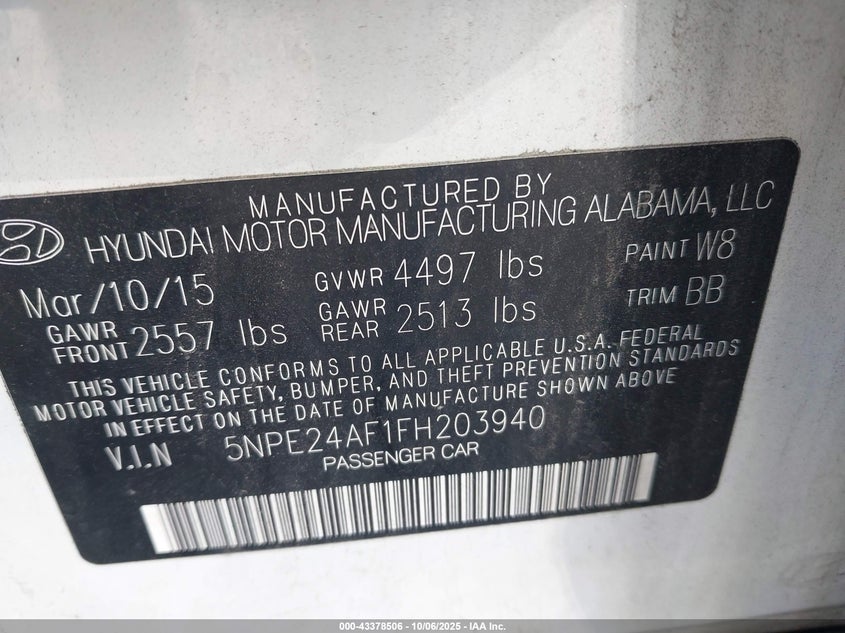 MANUFACTURED BY
HYUNDAI MOTOR MANUFACTURING ALABAMA, LLC
Mar/10/15 GVWR 4497 lbs PAINT W8
GAWR FRONT 2557 lbs GAWR REAR 2513 lbs TRIM BB
THIS VEHICLE CONFORMS TO ALL APPLICABLE U.S.A. FEDERAL
MOTOR VEHICLE SAFETY, BUMPER, AND THEFT PREVENTION STANDARDS
IN EFFECT ON THE DATE OF MANUFACTURE SHOWN ABOVE
V.I.N 5NPE24AF1FH203940
PASSENGER CAR
000-43378506 - 10/06/2025 - IAA Inc.